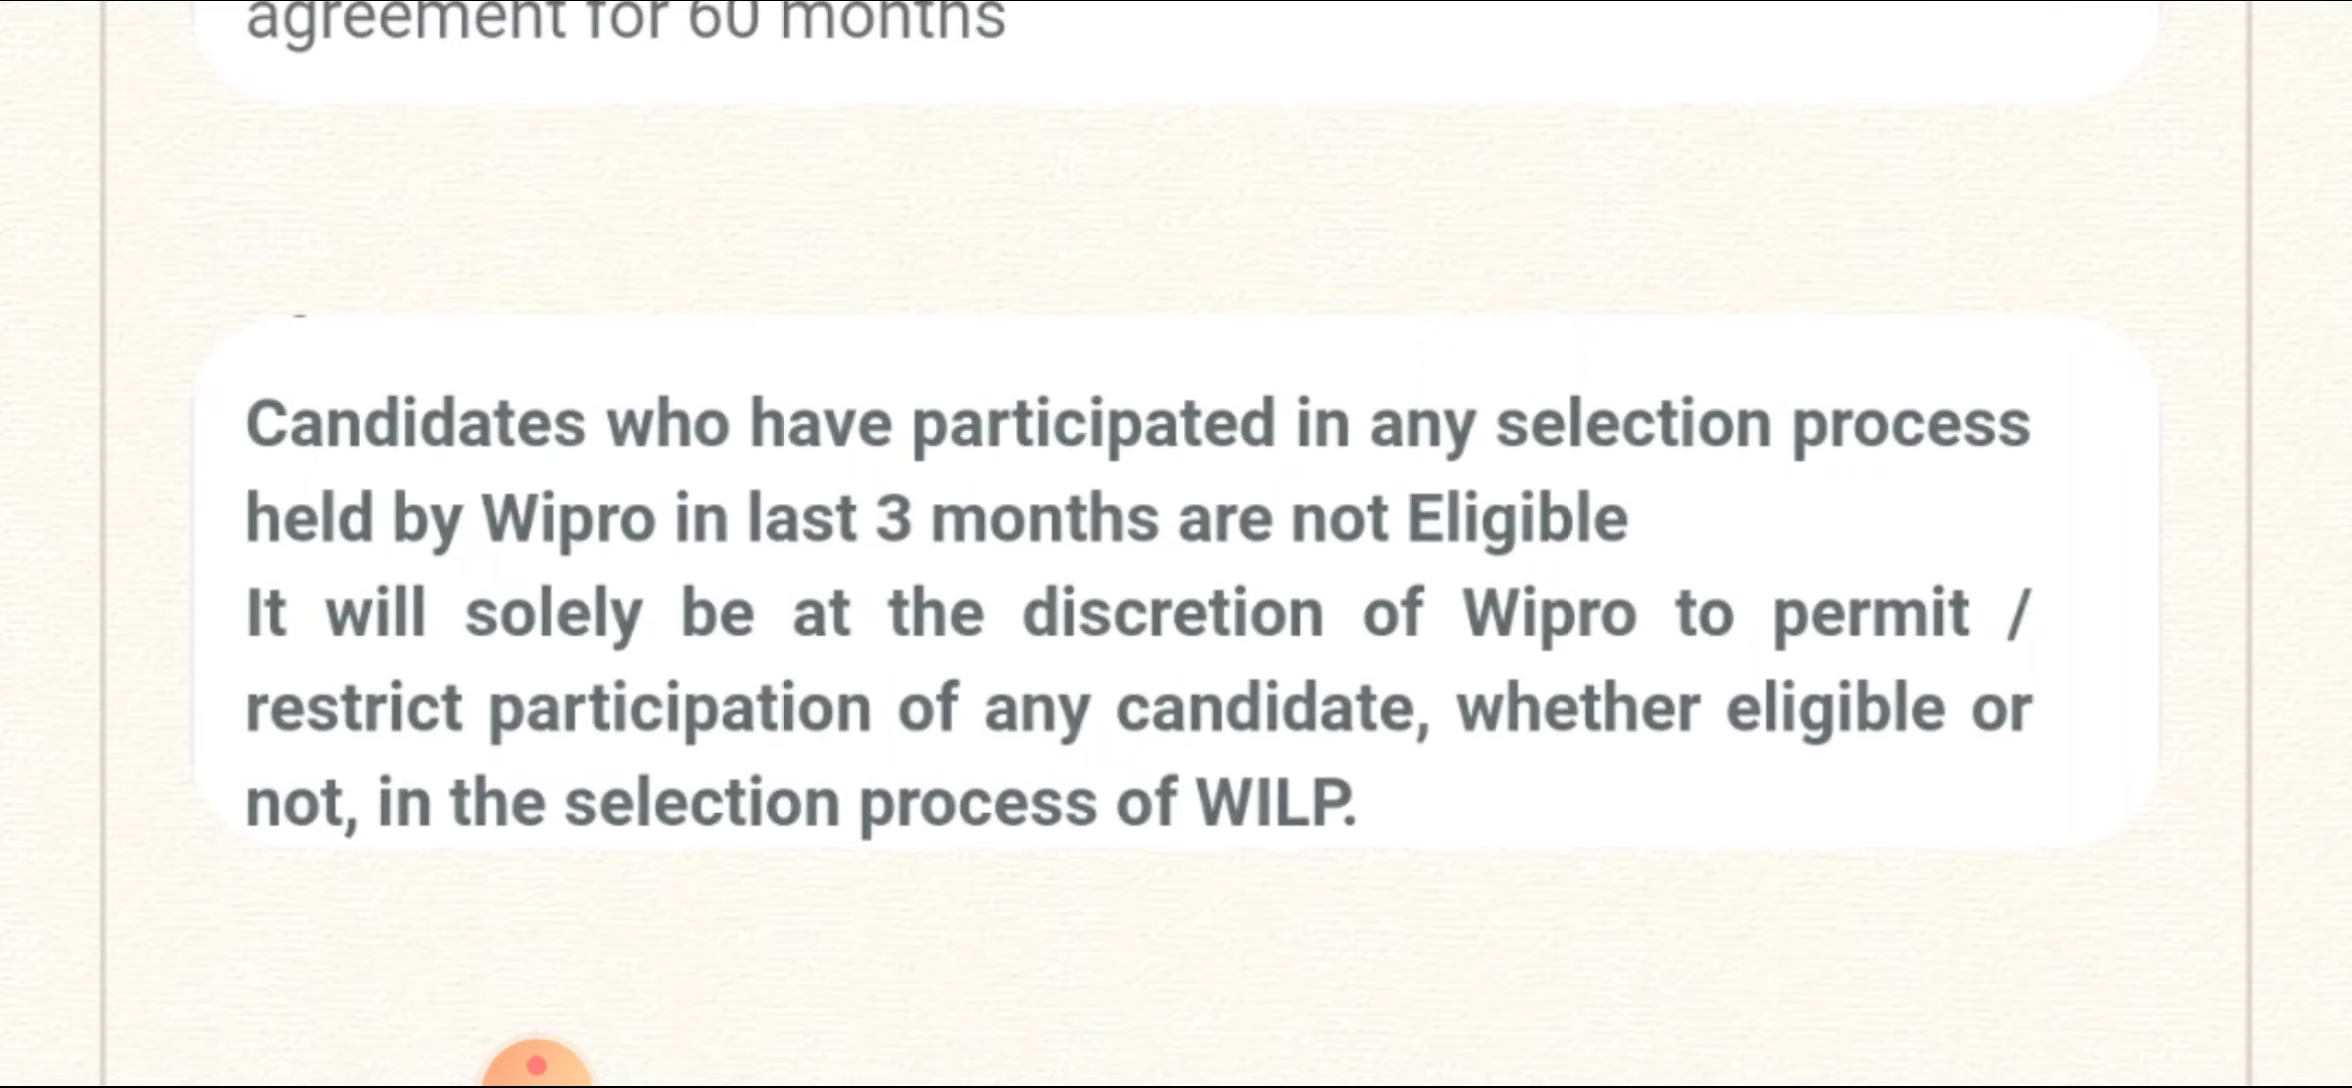 agreement for 60 months
Candidates who have participated in any selection process
held by Wipro in last 3 months are not Eligible
It will solely be at the discretion of Wipro to permit /
restrict participation of any candidate, whether eligible or
not, in the selection process of WILP.